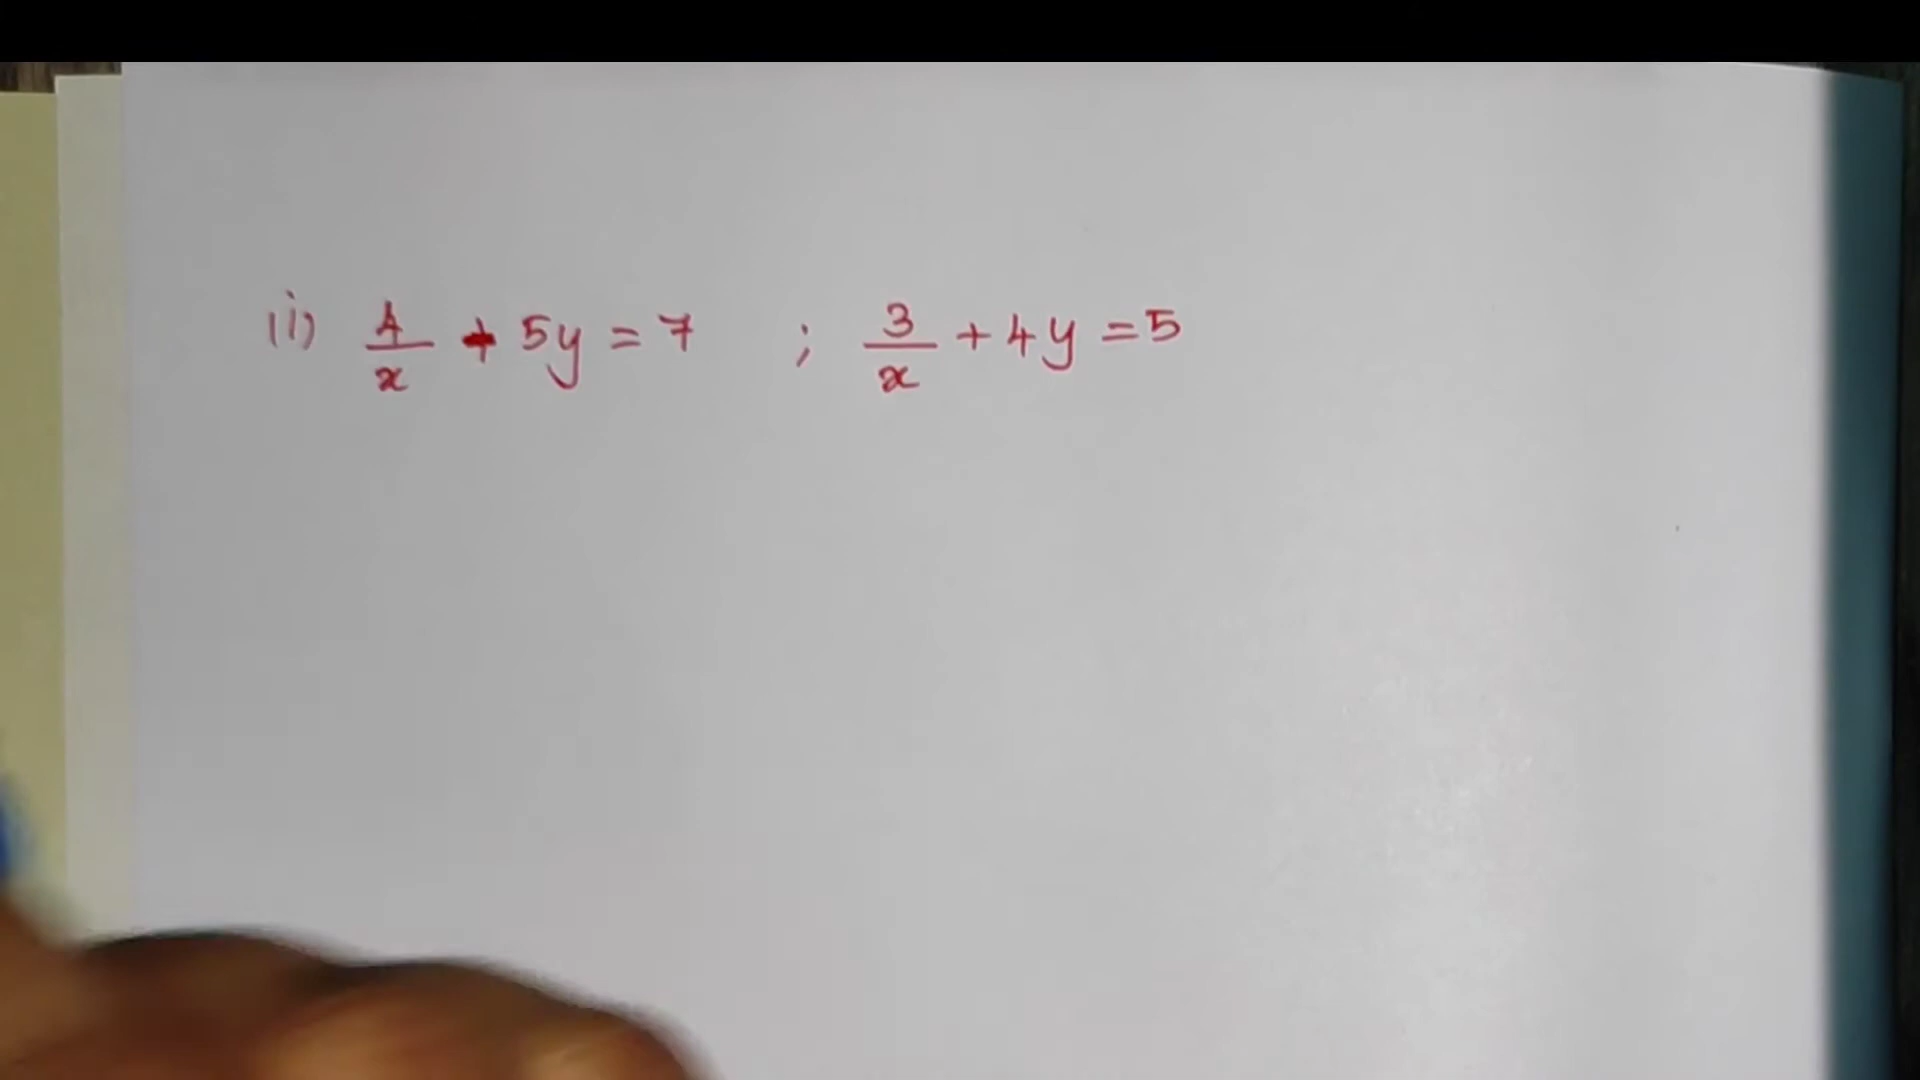 ii) 4/x + 5y = 7 ; 3/x + 4y = 5